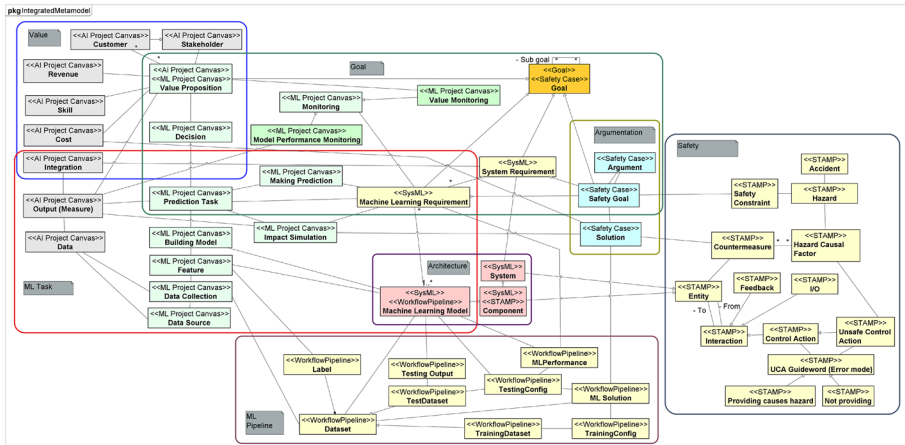 pkg IntegratedMetamodel
Value
<<AI Project Canvas>>
Customer
*
<<AI Project Canvas>>
Stakeholder
*
<<AI Project Canvas>>
Revenue
<<AI Project Canvas>>
Skill
<<AI Project Canvas>>
Cost
<<AI Project Canvas>>
Integration
<<AI Project Canvas>>
Output (Measure)
<<AI Project Canvas>>
Data
ML Task
<<AI Project Canvas>>
<<ML Project Canvas>>
Value Proposition
<<ML Project Canvas>>
Decision
<<ML Project Canvas>>
Prediction Task
<<ML Project Canvas>>
Building Model
<<ML Project Canvas>>
Feature
<<ML Project Canvas>>
Data Collection
<<ML Project Canvas>>
Data Source
Goal
<<ML Project Canvas>>
Monitoring
<<ML Project Canvas>>
Value Monitoring
<<ML Project Canvas>>
Model Performance Monitoring
<<ML Project Canvas>>
Making Prediction
<<ML Project Canvas>>
Impact Simulation
<<SysML>>
Machine Learning Requirement
*
*
<<SysML>>
System Requirement
- Sub goal
*
*
<<Goal>>
<<Safety Case>>
Goal
Argumentation
<<Safety Case>>
Argument
<<Safety Case>>
Safety Goal
<<Safety Case>>
Solution
Architecture
<<SysML>>
System
<<SysML>>
<<WorkflowPipeline>>
Machine Learning Model
<<SysML>>
<<STAMP>>
Component
Safety
<<STAMP>>
Accident
<<STAMP>>
Safety
Constraint
<<STAMP>>
Hazard
<<STAMP>>
Countermeasure
*
*
<<STAMP>>
Hazard Causal
Factor
<<STAMP>>
Entity
<<STAMP>>
Feedback
<<STAMP>>
I/O
- To
- From
<<STAMP>>
Interaction
<<STAMP>>
Control Action
<<STAMP>>
Unsafe Control
Action
<<STAMP>>
UCA Guideword (Error mode)
<<STAMP>>
Providing causes hazard
<<STAMP>>
Not providing
<<WorkflowPipeline>>
Label
<<WorkflowPipeline>>
Testing Output
<<WorkflowPipeline>>
MLPerformance
<<WorkflowPipeline>>
TestDataset
<<WorkflowPipeline>>
TestingConfig
<<WorkflowPipeline>>
ML Solution
ML
Pipeline
<<WorkflowPipeline>>
Dataset
<<WorkflowPipeline>>
TrainingDataset
<<WorkflowPipeline>>
TrainingConfig